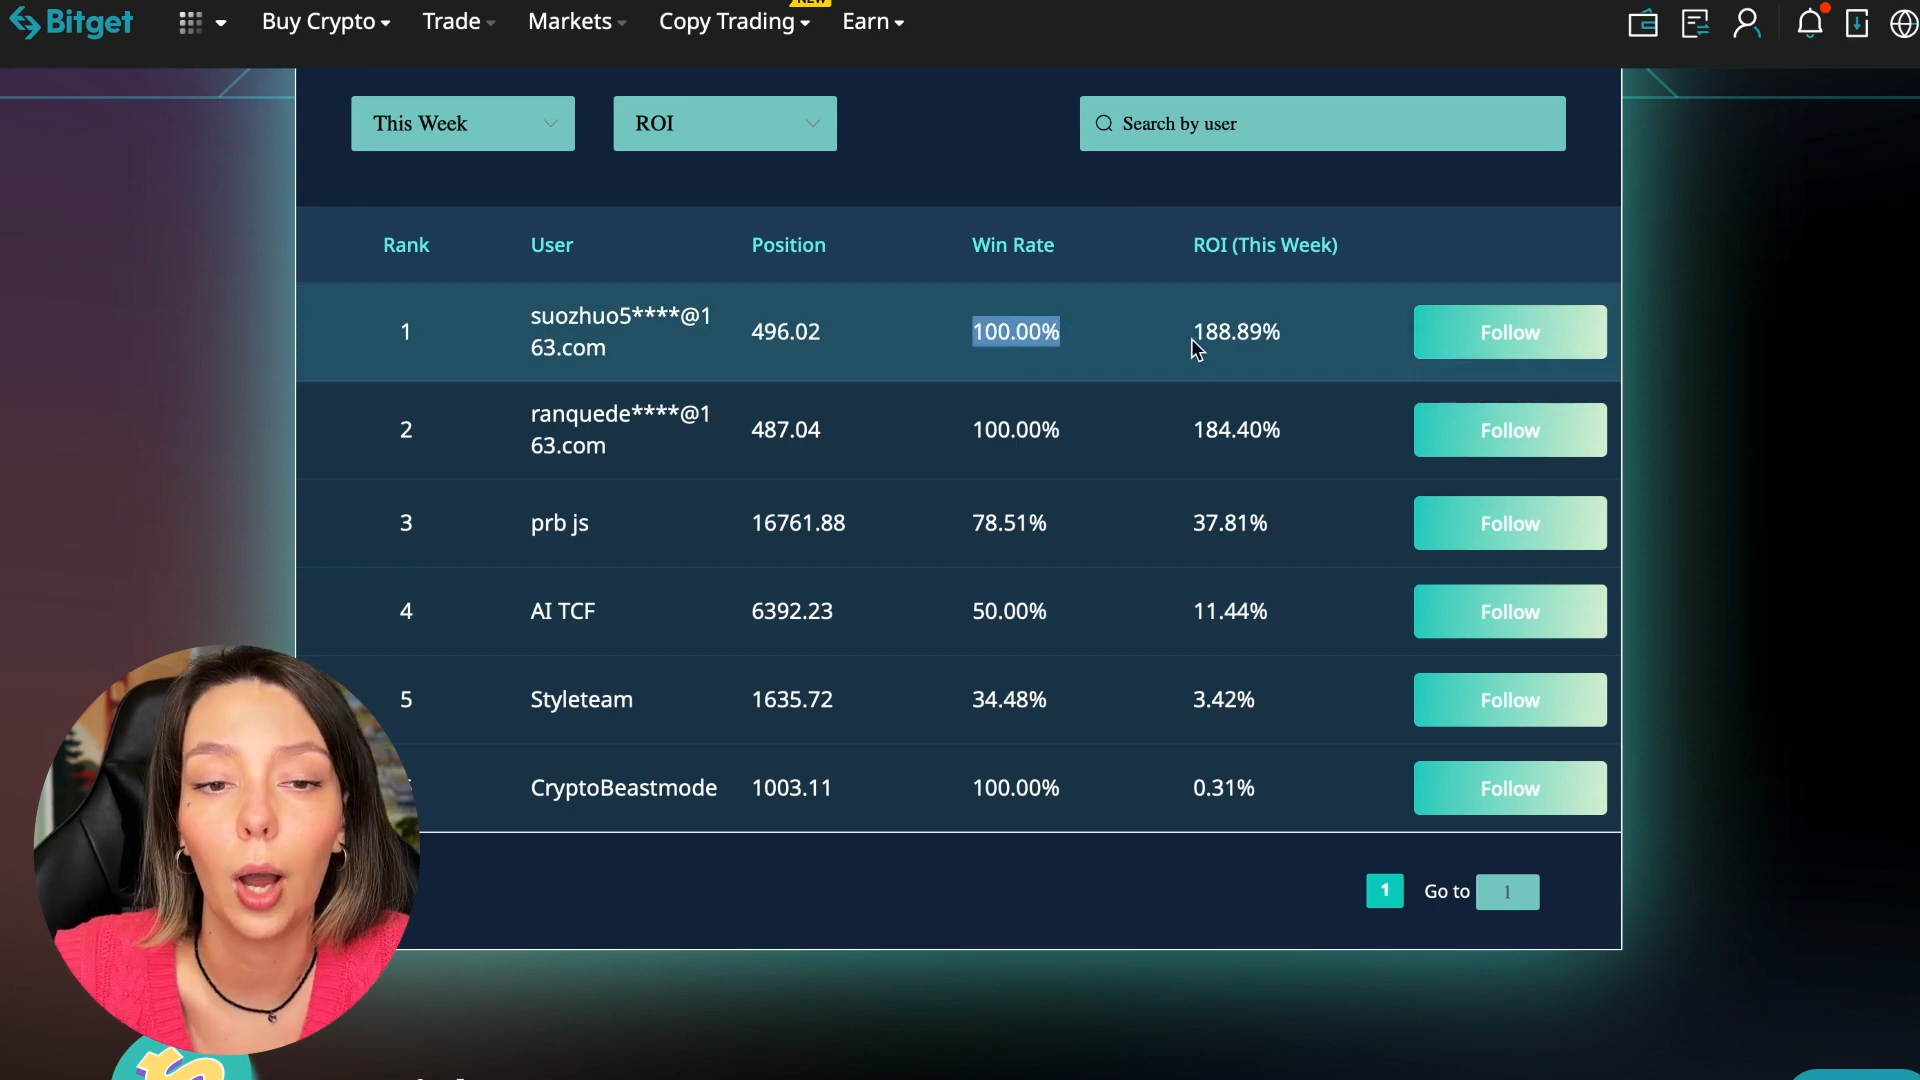 Bitget
Buy Crypto
Trade
Markets
Copy Trading
NEW
Earn
This Week
ROI
Search by user
Rank
User
Position
Win Rate
ROI (This Week)
1
suozhuo5****@1
63.com
496.02
100.00%
188.89%
Follow
2
ranquede****@1
63.com
487.04
100.00%
184.40%
Follow
3
prb js
16761.88
78.51%
37.81%
Follow
4
AI TCF
6392.23
50.00%
11.44%
Follow
5
Styleteam
1635.72
34.48%
3.42%
Follow
CryptoBeastmode
1003.11
100.00%
0.31%
Follow
1
Go to
1